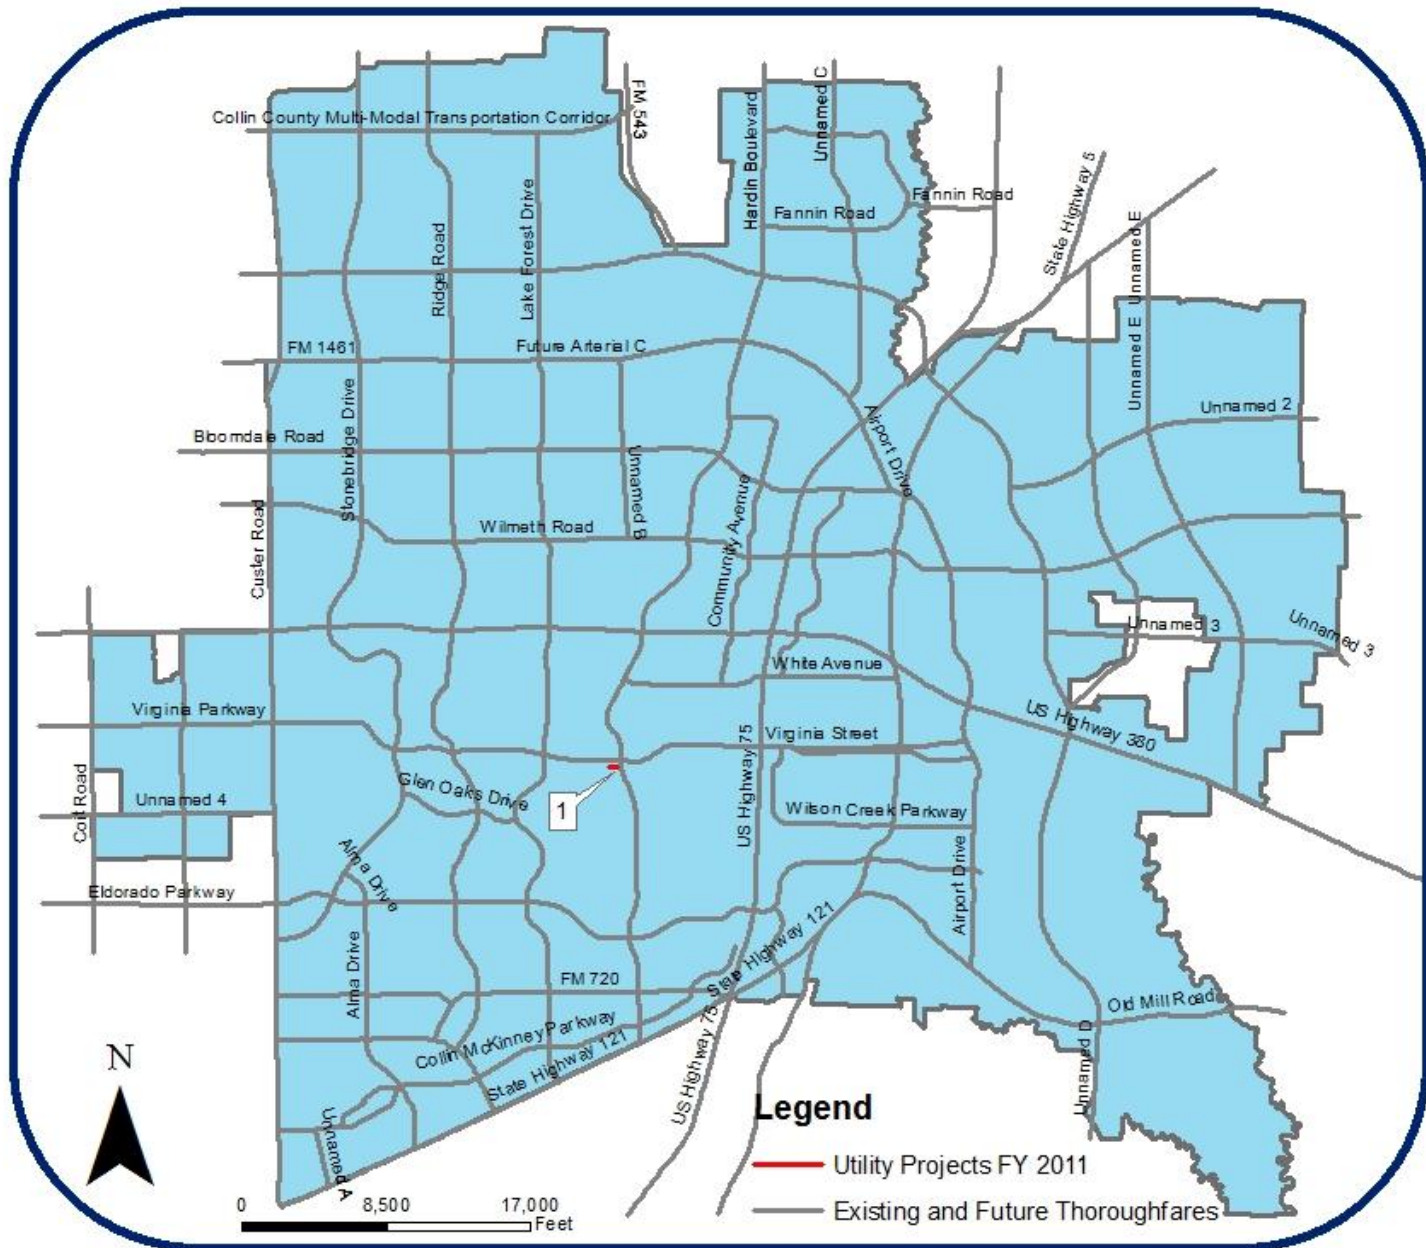 Collin County Multi-Modal Transportation Corridor
FM 543
Hardin Boulevard
Unnamed C
State Highway 5
Fannin Road
Fannin Road
Ridge Road
Lake Forest Drive
Unnamed E
Unnamed E
FM 1461
Future Arterial C
Stonebridge Drive
Airport Drive
Unnamed 2
Bloomdale Road
Unnamed B
Community Avenue
Custer Road
Wilmeth Road
Unnamed 3
Unnamed 3
White Avenue
Virginia Parkway
US Highway 380
Virginia Street
US Highway 75
Coit Road
Glen Oaks Drive
Unnamed 4
1
Wilson Creek Parkway
Alma Drive
Eldorado Parkway
Airport Drive
State Highway 121
Alma Drive
FM 720
Old Mill Road
Collin McKinney Parkway
State Highway 121
US Highway 75
Unnamed D
N
Unnamed A
Legend
Utility Projects FY 2011
Existing and Future Thoroughfares
0 8,500 17,000
Feet